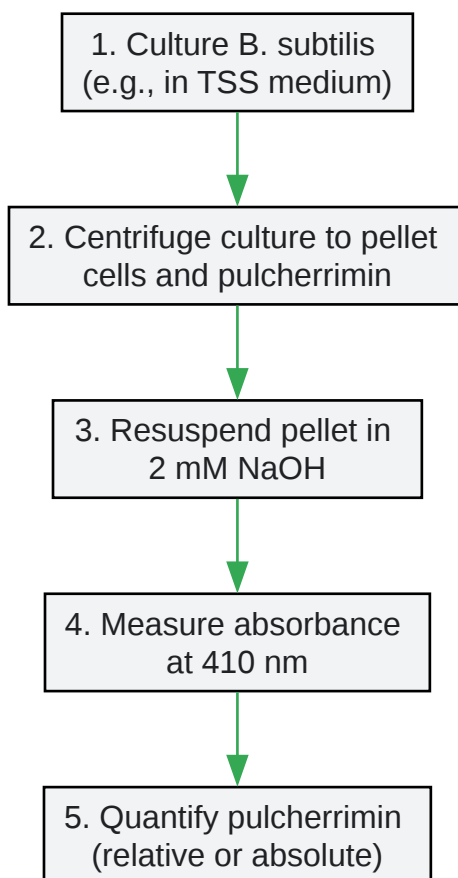 1. Culture B. subtilis
(e.g., in TSS medium)
2. Centrifuge culture to pellet
cells and pulcherrimin
3. Resuspend pellet in
2 mM NaOH
4. Measure absorbance
at 410 nm
5. Quantify pulcherrimin
(relative or absolute)